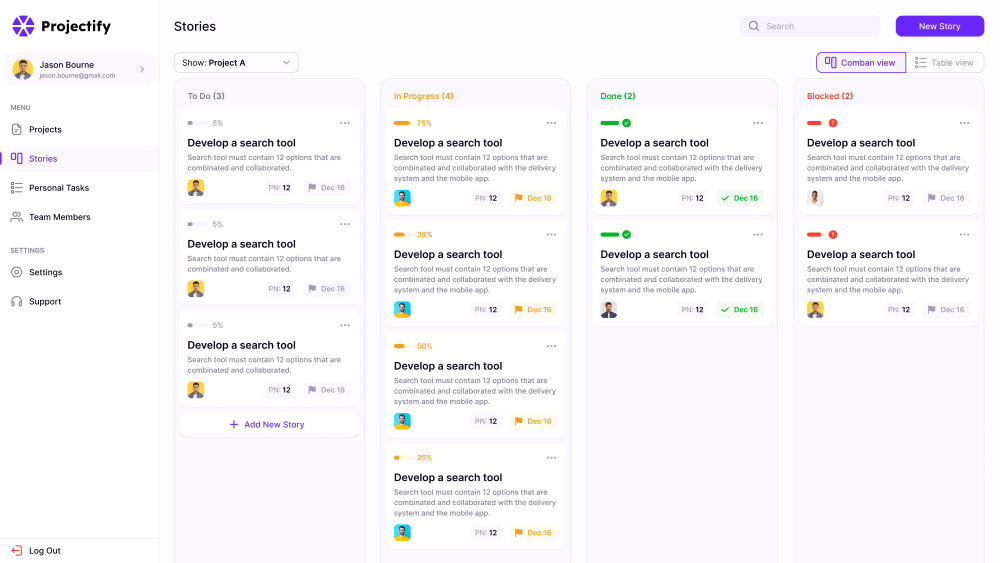 Projectify
Jason Bourne
jason.bourne@gmail.com
MENU
Projects
Stories
Personal Tasks
Team Members
SETTINGS
Settings
Support
Log Out
Stories
Search
New Story
Show: Project A
Comban view
Table view
To Do (3)
5%
Develop a search tool
Search tool must contain 12 options that are
combinated and collaborated.
PN: 12
Dec 16
5%
Develop a search tool
Search tool must contain 12 options that are
combinated and collaborated.
PN: 12
Dec 16
5%
Develop a search tool
Search tool must contain 12 options that are
combinated and collaborated.
PN: 12
Dec 16
Add New Story
In Progress (4)
75%
Develop a search tool
Search tool must contain 12 options that are
combinated and collaborated with the delivery
system and the mobile app.
PN: 12
Dec 16
38%
Develop a search tool
Search tool must contain 12 options that are
combinated and collaborated with the delivery
system and the mobile app.
PN: 12
Dec 16
50%
Develop a search tool
Search tool must contain 12 options that are
combinated and collaborated with the delivery
system and the mobile app.
PN: 12
Dec 16
25%
Develop a search tool
Search tool must contain 12 options that are
combinated and collaborated with the delivery
system and the mobile app.
PN: 12
Dec 16
Done (2)
Develop a search tool
Search tool must contain 12 options that are
combinated and collaborated with the delivery
system and the mobile app.
PN: 12
Dec 16
Develop a search tool
Search tool must contain 12 options that are
combinated and collaborated with the delivery
system and the mobile app.
PN: 12
Dec 16
Blocked (2)
Develop a search tool
Search tool must contain 12 options that are
combinated and collaborated with the delivery
system and the mobile app.
PN: 12
Dec 16
Develop a search tool
Search tool must contain 12 options that are
combinated and collaborated with the delivery
system and the mobile app.
PN: 12
Dec 16